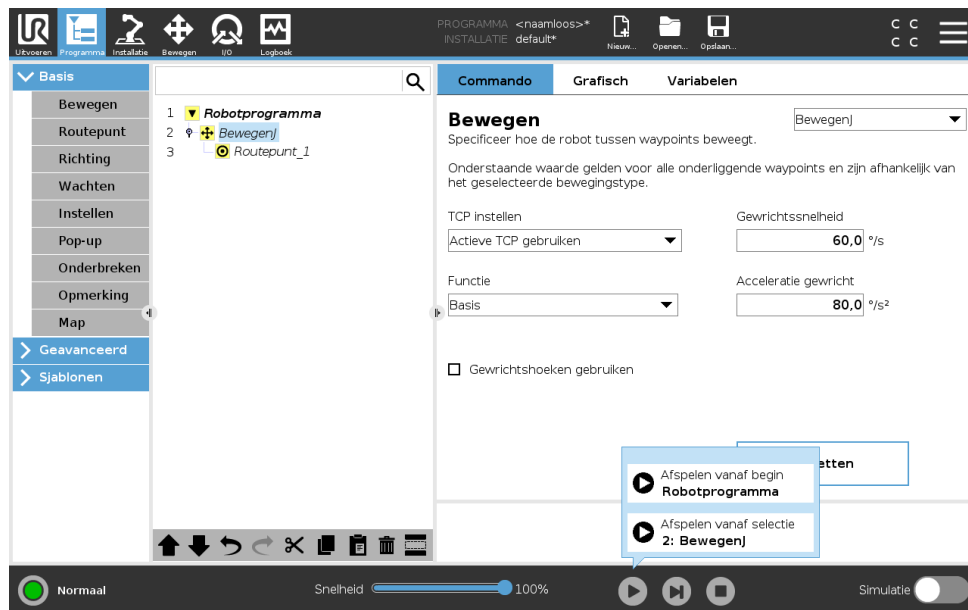 UR
PROGRAMMA <naamloos>*
INSTALLATIE default*
C C
C C
Uitvoeren Programma Installatie Bewegen I/O Logboek Nieuw... Openen... Opslaan...
Basis
Bewegen
Routepunt
Richting
Wachten
Instellen
Pop-up
Onderbreken
Opmerking
Map
Geavanceerd
Sjablonen
1 Robotprogramma
2 BewegenJ
3 Routepunt_1
Commando Grafisch Variabelen
Bewegen
BewegenJ
Specificeer hoe de robot tussen waypoints beweegt.
Onderstaande waarde gelden voor alle onderliggende waypoints en zijn afhankelijk van
het geselecteerde bewegingstype.
TCP instellen
Gewrichtssnelheid
Actieve TCP gebruiken
60,0 °/s
Functie
Acceleratie gewricht
Basis
80,0 °/s²
Gewrichtshoeken gebruiken
etten
Afspelen vanaf begin
Robotprogramma
Afspelen vanaf selectie
2: BewegenJ
Normaal
Snelheid 100%
Simulatie